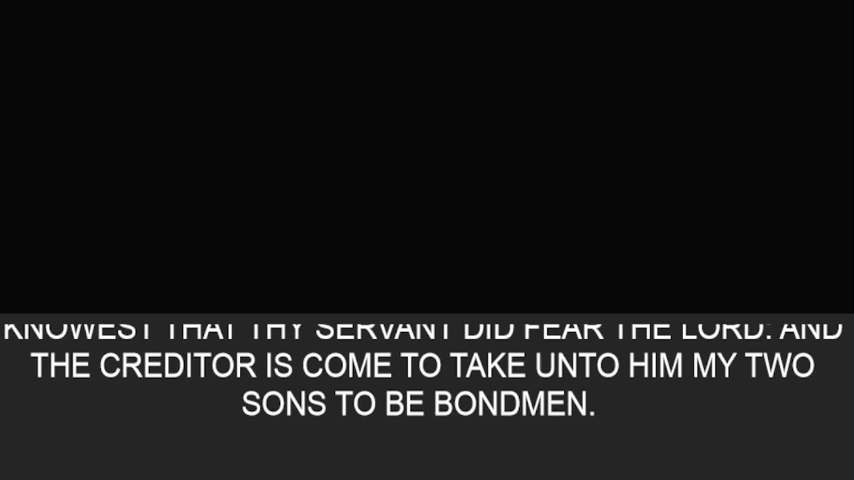 KNOWEST THAT THY SERVANT DID FEAR THE LORD: AND
THE CREDITOR IS COME TO TAKE UNTO HIM MY TWO
SONS TO BE BONDMEN.